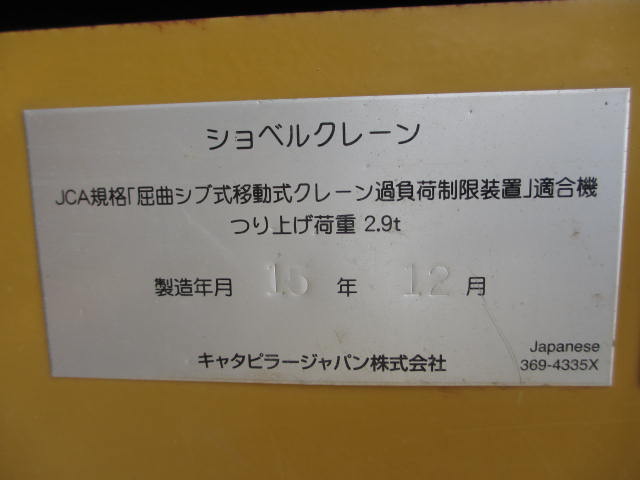 ショベルクレーン
JCA規格「屈曲ジブ式移動式クレーン過負荷制限装置」適合機
つり上げ荷重 2.9t
製造年月 15 年 12 月
キャタピラージャパン株式会社
Japanese
369-4335X